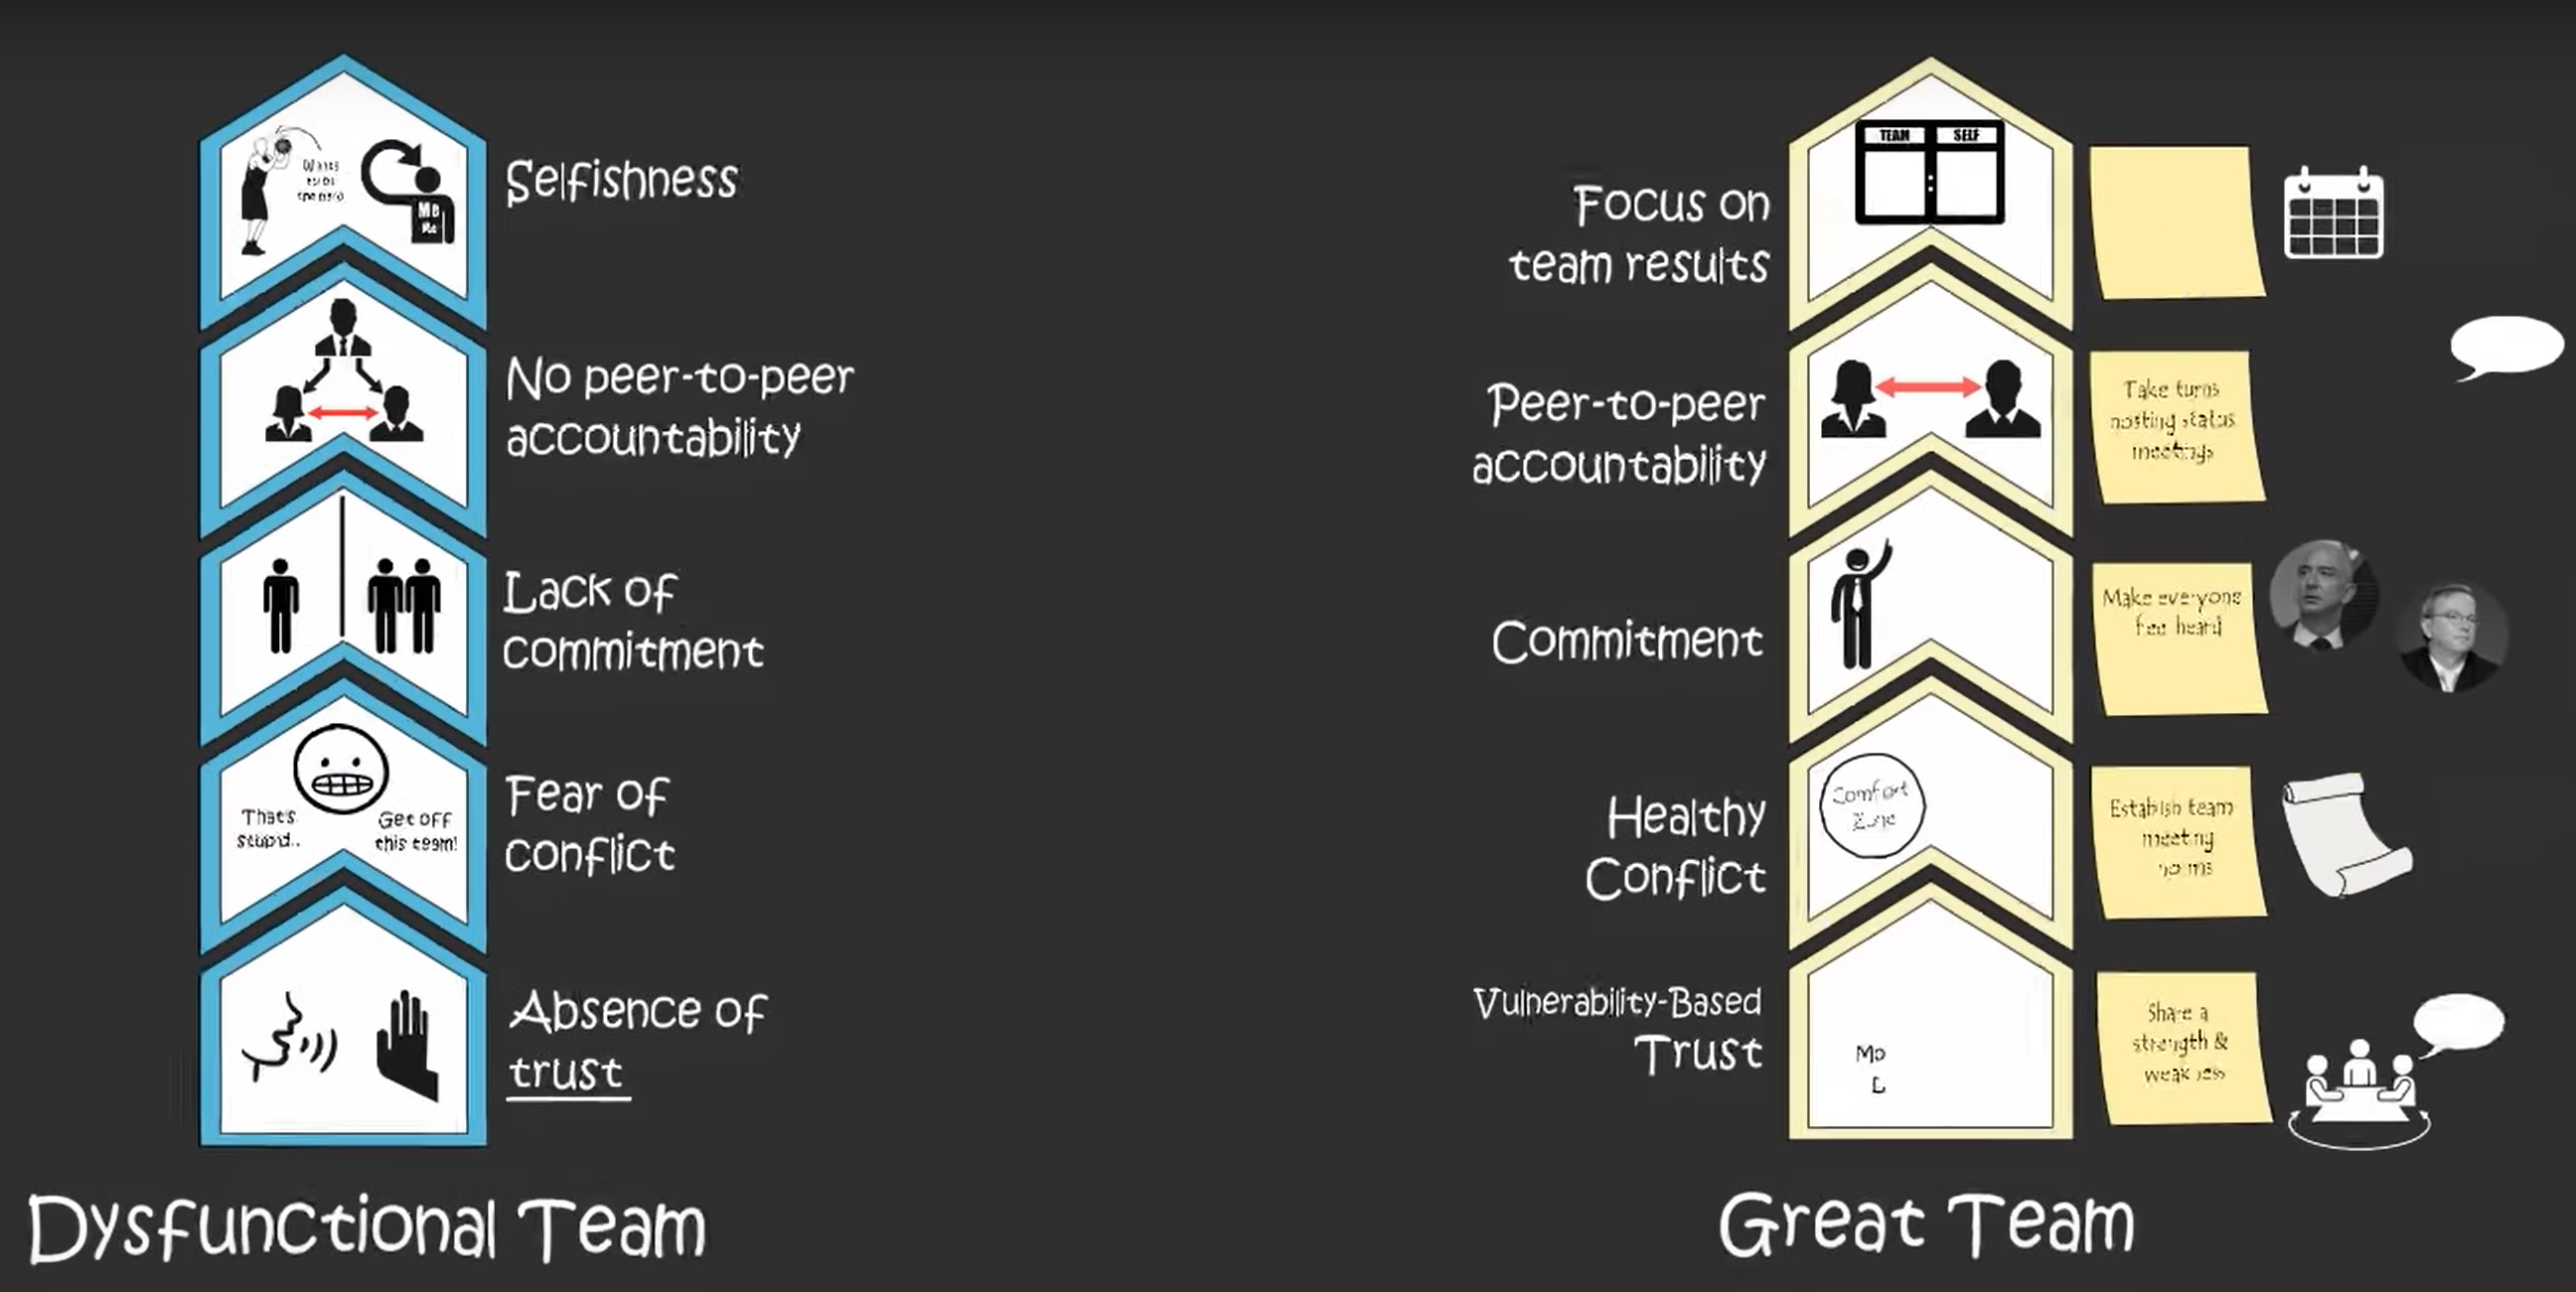 Selfishness
Me
Me
No peer-to-peer
accountability
Lack of
commitment
Fear of
conflict
That's
stupid..
Get off
this team!
Absence of
trust
Dysfunctional Team
Focus on
team results
TEAM SELF
Peer-to-peer
accountability
Take turns
hosting status
meetings
Commitment
Make everyone
heard
Healthy
Conflict
Comfort
Zone
Establish team
meeting
norms
Vulnerability-Based
Trust
Share a
strength &
weakness
Great Team